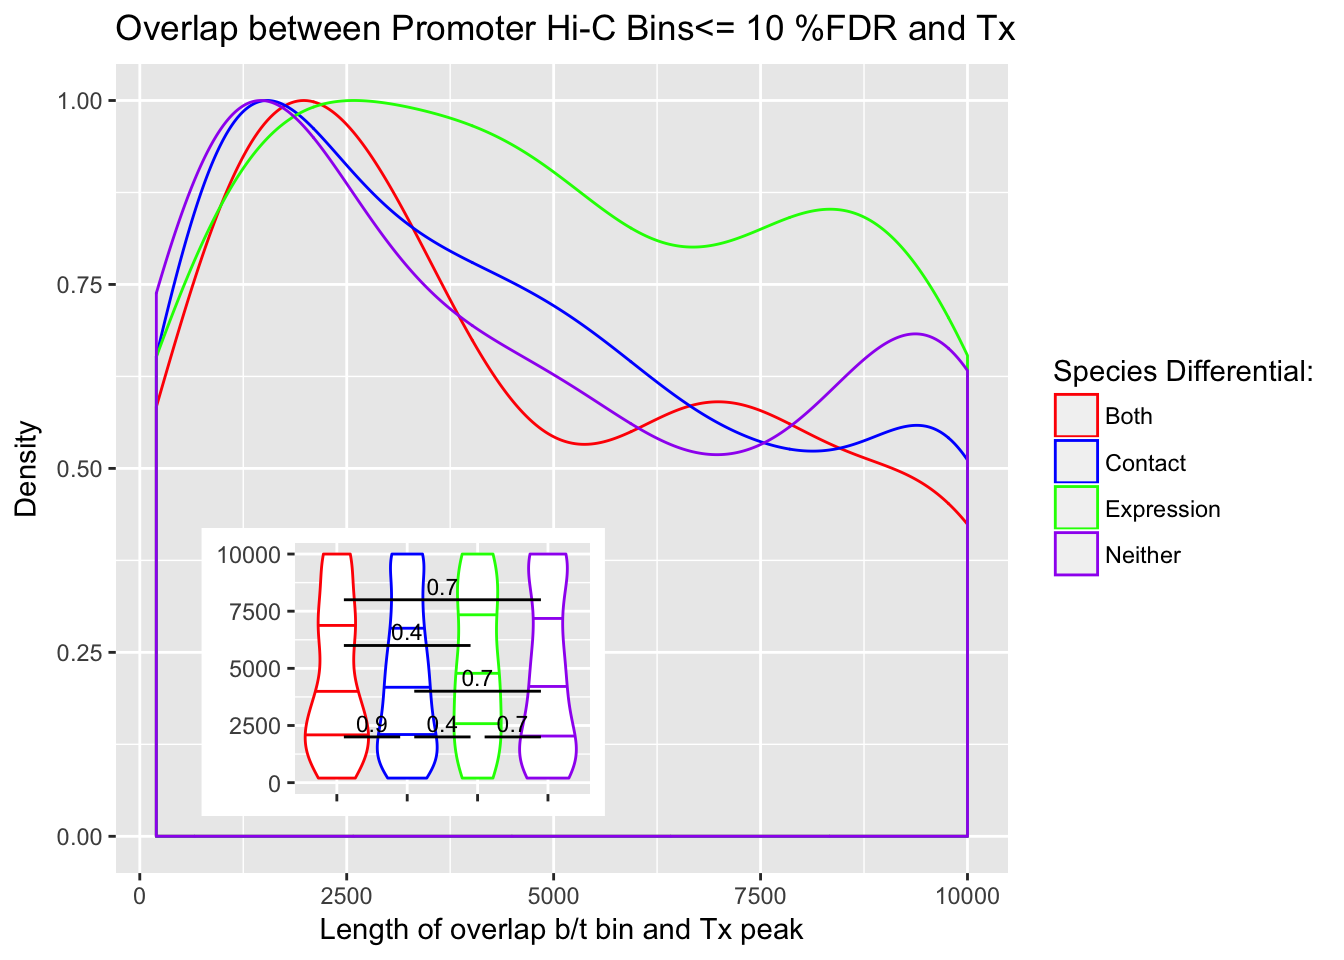 Overlap between Promoter Hi-C Bins<= 10 %FDR and Tx
1.00
0.75
0.50
0.25
0.00
Density
0
2500
5000
7500
10000
Length of overlap b/t bin and Tx peak
10000
7500
5000
2500
0
0.7
0.4
0.7
0.9
0.4
0.7
Species Differential:
Both
Contact
Expression
Neither